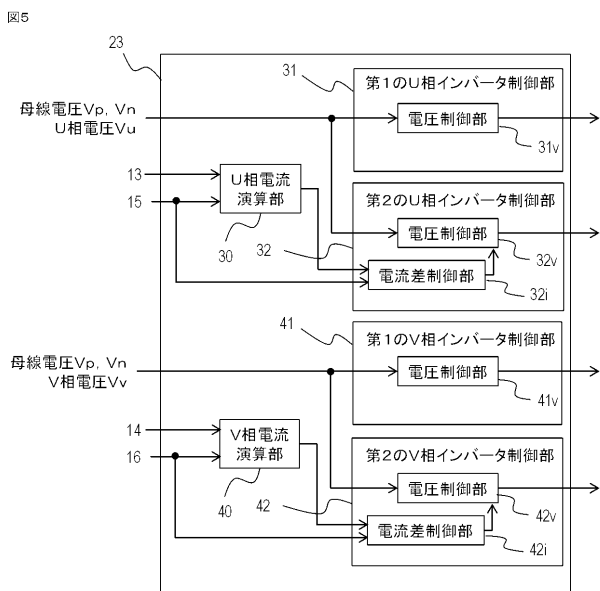 図5
23
31
第1のU相インバータ制御部
母線電圧Vp, Vn
U相電圧Vu
電圧制御部
31v
13
15
U相電流
演算部
30
第2のU相インバータ制御部
電圧制御部
32
32v
電流差制御部
32i
41
第1のV相インバータ制御部
母線電圧Vp, Vn
V相電圧Vv
電圧制御部
41v
14
16
V相電流
演算部
40
第2のV相インバータ制御部
電圧制御部
42
42v
電流差制御部
42i